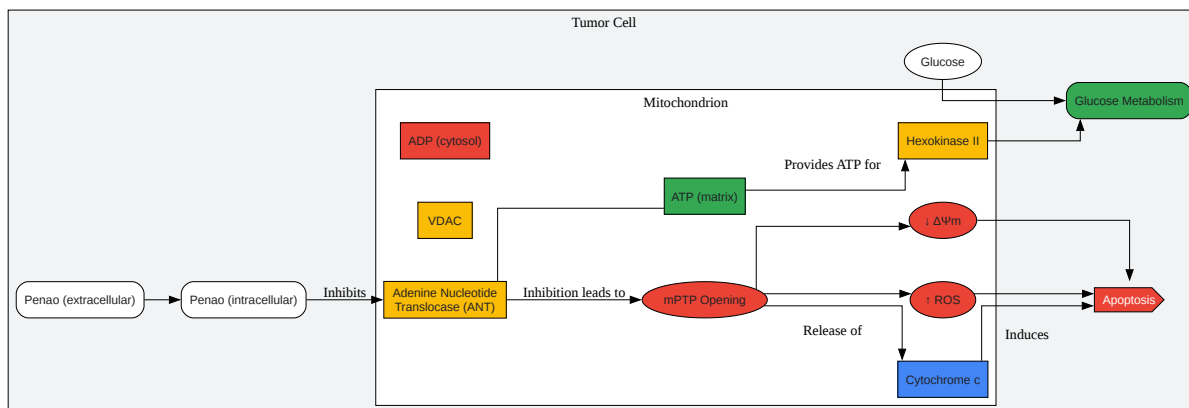 Tumor Cell
Glucose
Mitochondrion
Glucose Metabolism
ADP (cytosol)
Hexokinase II
Provides ATP for
ATP (matrix)
VDAC
↓ ΔΨm
Penao (extracellular)
Penao (intracellular)
Inhibits
Adenine Nucleotide
Translocase (ANT)
Inhibition leads to
mPTP Opening
↑ ROS
Apoptosis
Release of
Induces
Cytochrome c